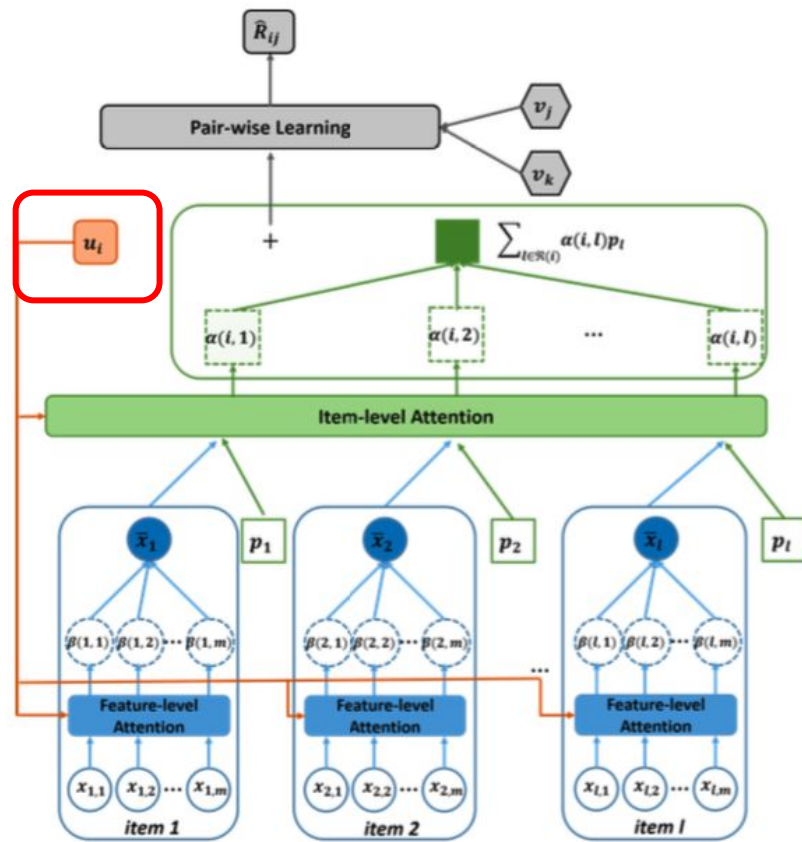 R̂ᵢⱼ
Pair-wise Learning
vⱼ
vₖ
uᵢ
+
∑_{l∈ℜ(i)} α(i, l)pₗ
α(i, 1) α(i, 2) ... α(i, l)
Item-level Attention
x̅₁ p₁ x̅₂ p₂ x̅ₗ pₗ
β(1, 1) β(1, 2) ... β(1, m) β(2, 1) β(2, 2) ... β(2, m) β(l, 1) β(l, 2) ... β(l, m)
...
Feature-level Attention Feature-level Attention Feature-level Attention
x₁,₁ x₁,₂ ... x₁,ₘ x₂,₁ x₂,₂ ... x₂,ₘ xₗ,₁ xₗ,₂ ... xₗ,ₘ
item 1 item 2 item l